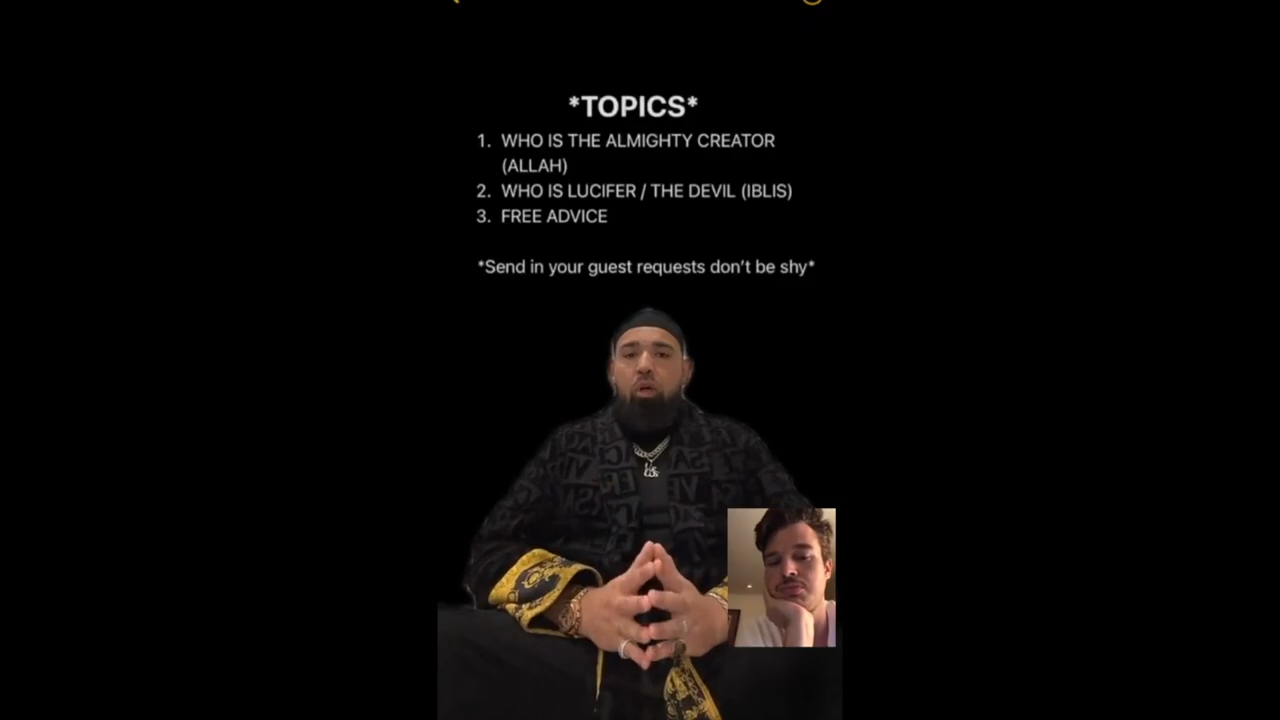 *TOPICS*
1. WHO IS THE ALMIGHTY CREATOR
(ALLAH)
2. WHO IS LUCIFER / THE DEVIL (IBLIS)
3. FREE ADVICE
*Send in your guest requests don't be shy*